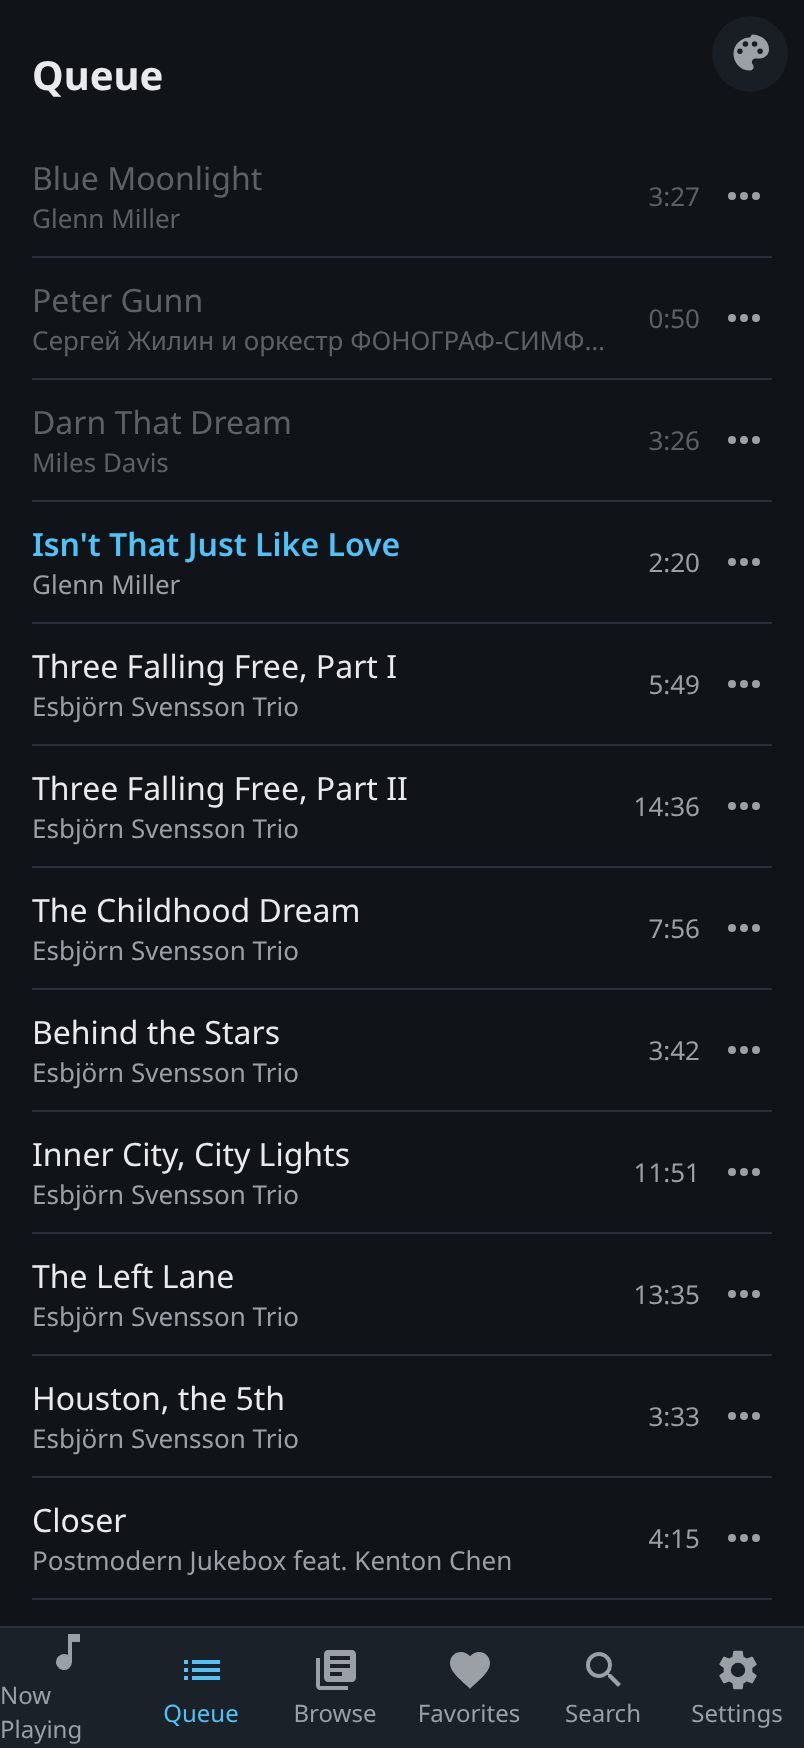 Queue
Blue Moonlight
Glenn Miller
3:27
Peter Gunn
Сергей Жилин и оркестр ФОНОГРАФ-СИМФ...
0:50
Darn That Dream
Miles Davis
3:26
Isn't That Just Like Love
Glenn Miller
2:20
Three Falling Free, Part I
Esbjörn Svensson Trio
5:49
Three Falling Free, Part II
Esbjörn Svensson Trio
14:36
The Childhood Dream
Esbjörn Svensson Trio
7:56
Behind the Stars
Esbjörn Svensson Trio
3:42
Inner City, City Lights
Esbjörn Svensson Trio
11:51
The Left Lane
Esbjörn Svensson Trio
13:35
Houston, the 5th
Esbjörn Svensson Trio
3:33
Closer
Postmodern Jukebox feat. Kenton Chen
4:15
Now
Playing
Queue
Browse
Favorites
Search
Settings